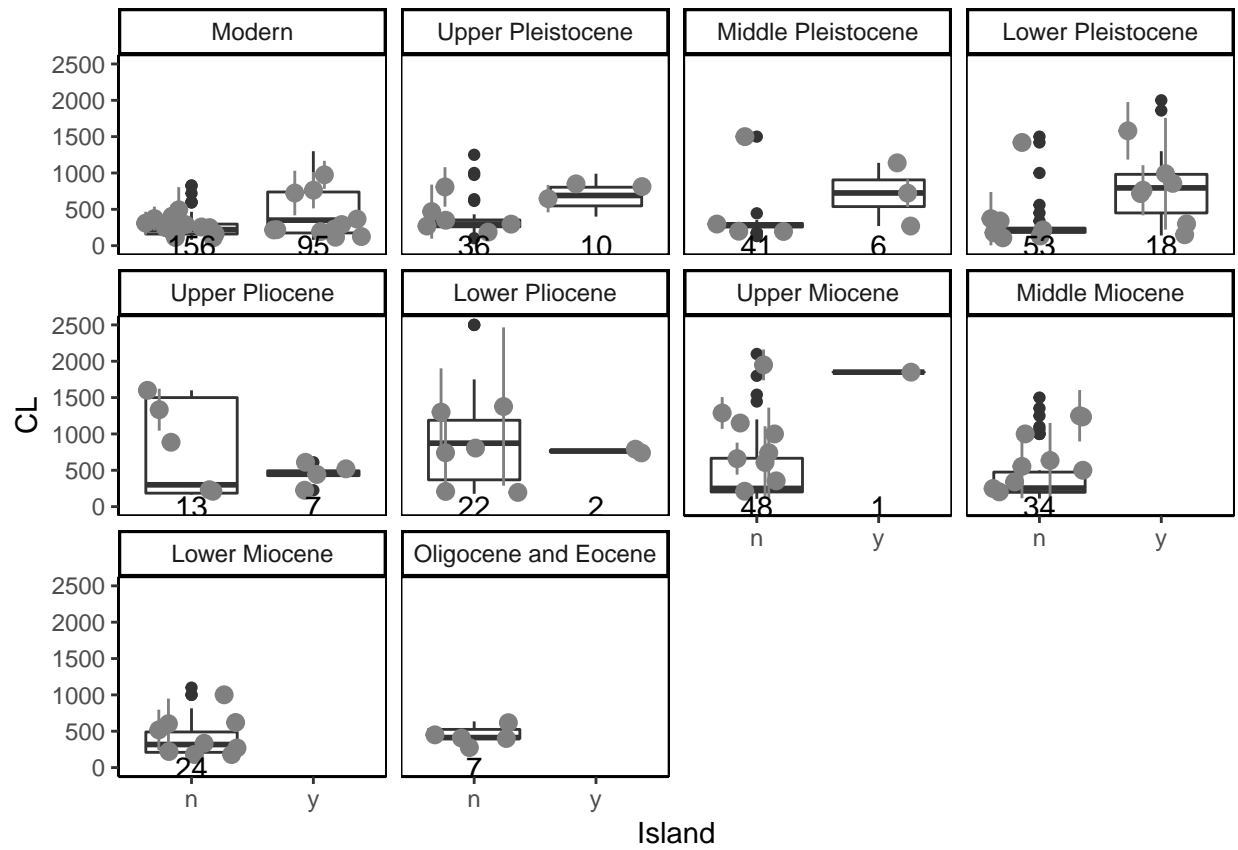 Modern Upper Pleistocene Middle Pleistocene Lower Pleistocene
2500
2000
1500
1000
500
0
156 95 36 10 41 6 53 18
Upper Pliocene Lower Pliocene Upper Miocene Middle Miocene
2500
2000
1500
1000
500
0
13 7 22 2 48 1 34
n y n y
Lower Miocene Oligocene and Eocene
2500
2000
1500
1000
500
0
24 7
n y n y
CL
Island